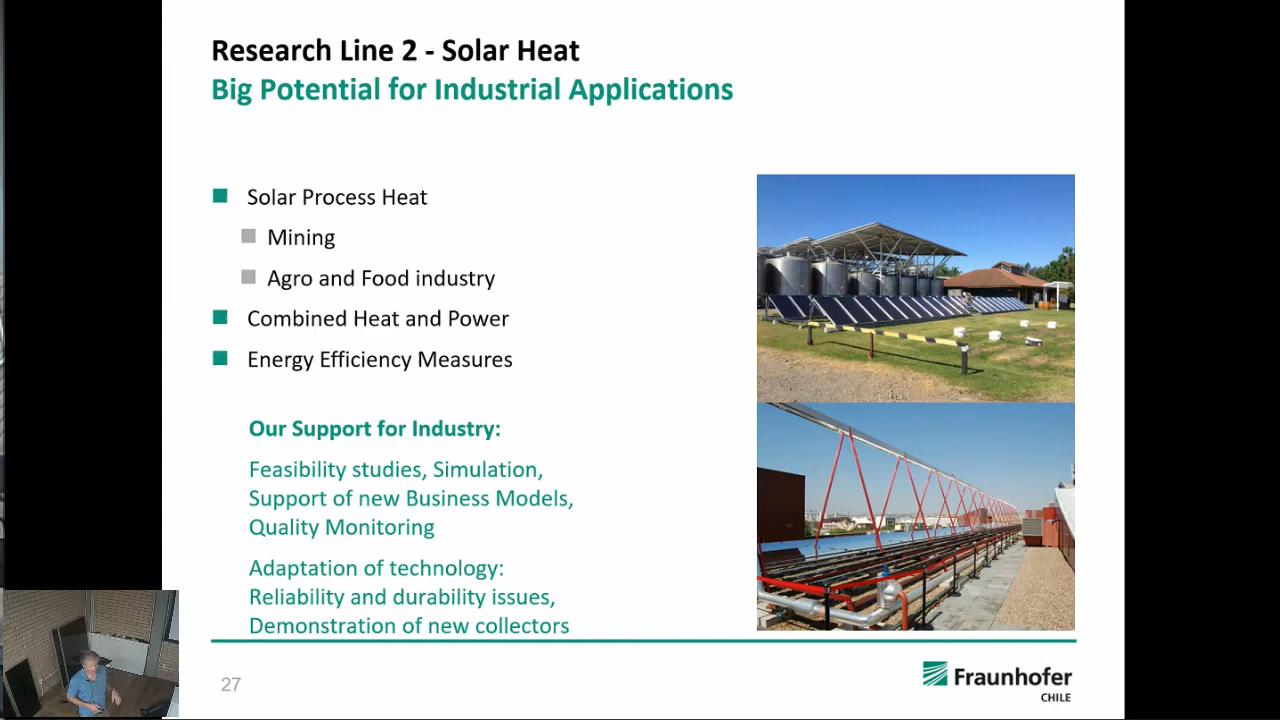 Research Line 2 - Solar Heat
Big Potential for Industrial Applications
Solar Process Heat
Mining
Agro and Food industry
Combined Heat and Power
Energy Efficiency Measures
Our Support for Industry:
Feasibility studies, Simulation,
Support of new Business Models,
Quality Monitoring
Adaptation of technology:
Reliability and durability issues,
Demonstration of new collectors
27
Fraunhofer
CHILE